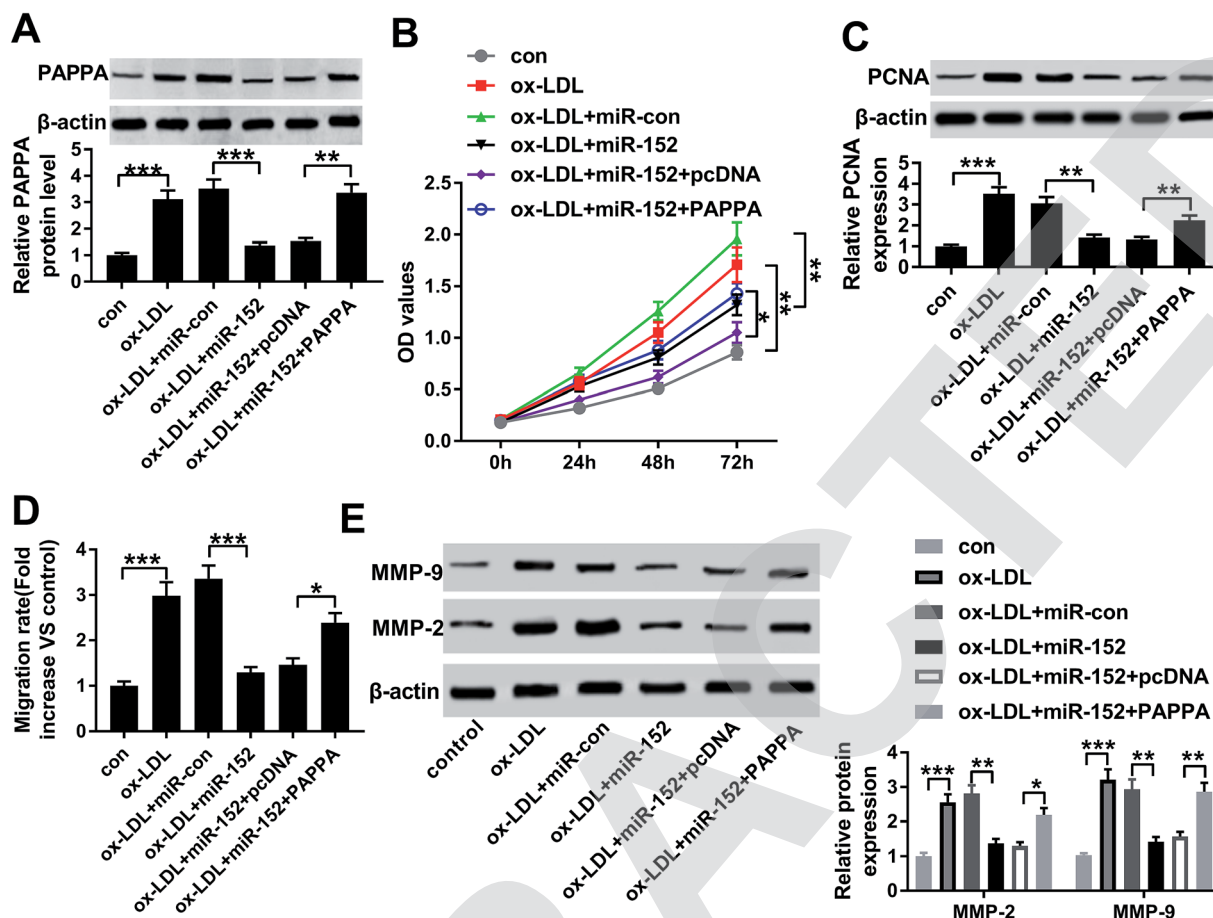 A
PAPPA
β-actin
Relative PAPPA
protein level
5
4
3
2
1
0
***
***
**
con
ox-LDL
ox-LDL+miR-con
ox-LDL+miR-152
ox-LDL+miR-152+pcDNA
ox-LDL+miR-152+PAPPA
B
con
ox-LDL
ox-LDL+miR-con
ox-LDL+miR-152
ox-LDL+miR-152+pcDNA
ox-LDL+miR-152+PAPPA
OD values
2.5
2.0
1.5
1.0
0.5
0.0
0h
24h
48h
72h
*
**
**
C
PCNA
β-actin
Relative PCNA
expression
5
4
3
2
1
0
***
**
**
con
ox-LDL
ox-LDL+miR-con
ox-LDL+miR-152
ox-LDL+miR-152+pcDNA
ox-LDL+miR-152+PAPPA
D
Migration rate(Fold
increase VS control)
4
3
2
1
0
***
***
*
con
ox-LDL
ox-LDL+miR-con
ox-LDL+miR-152
ox-LDL+miR-152+pcDNA
ox-LDL+miR-152+PAPPA
E
MMP-9
MMP-2
β-actin
control
ox-LDL
ox-LDL+miR-con
ox-LDL+miR-152
ox-LDL+miR-152+pcDNA
ox-LDL+miR-152+PAPPA
con
ox-LDL
ox-LDL+miR-con
ox-LDL+miR-152
ox-LDL+miR-152+pcDNA
ox-LDL+miR-152+PAPPA
Relative protein
expression
4
3
2
1
0
***
**
*
***
**
**
MMP-2
MMP-9